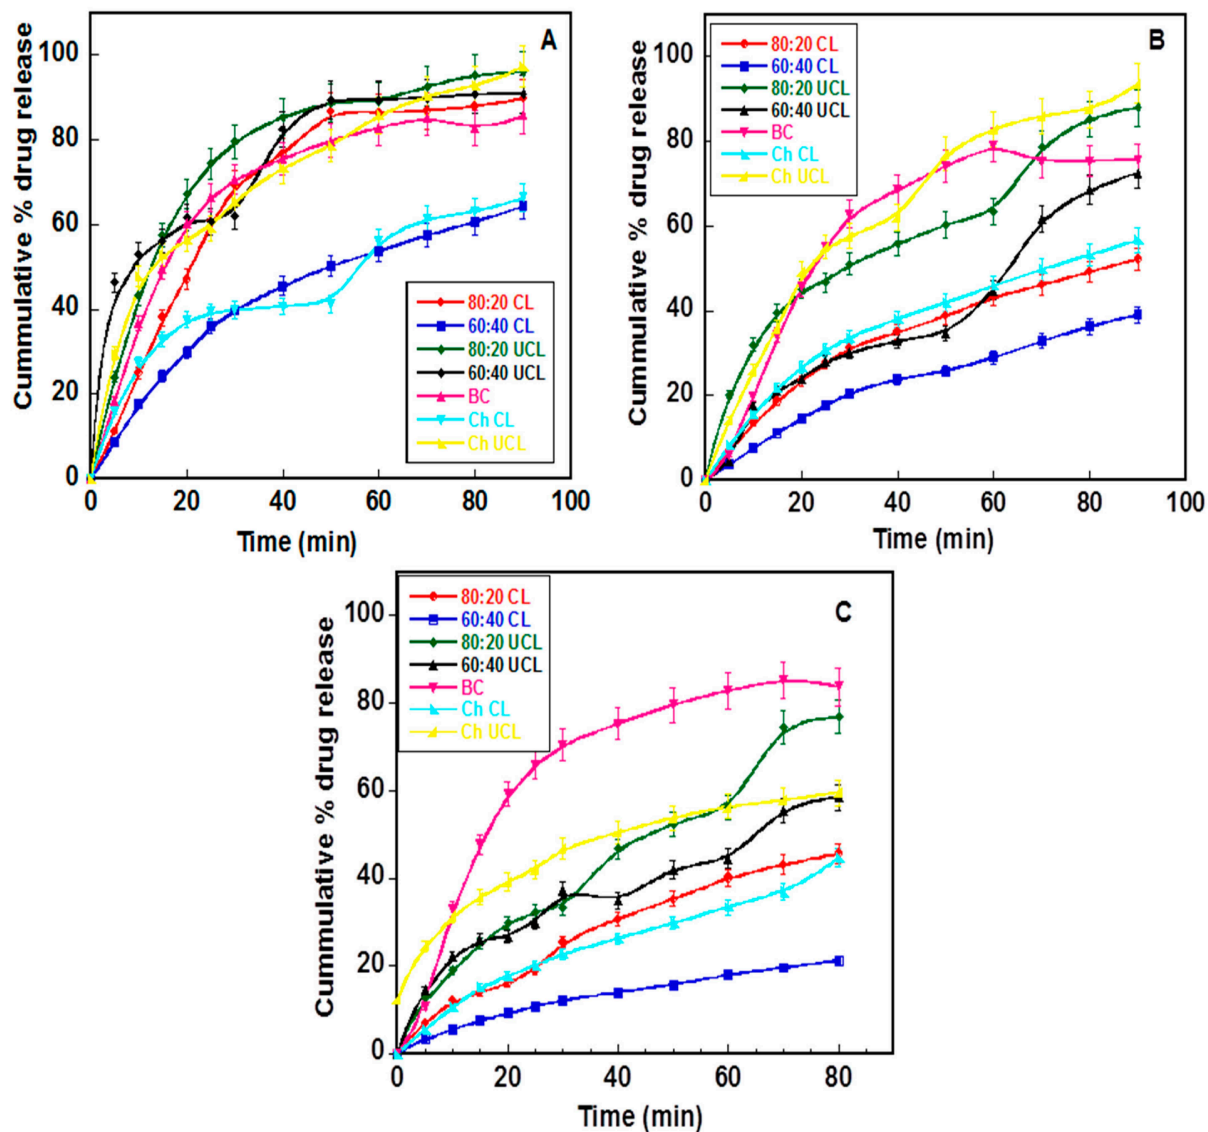 A
Cummulative % drug release
100
80
60
40
20
0
80:20 CL
60:40 CL
80:20 UCL
60:40 UCL
BC
Ch CL
Ch UCL
0 20 40 60 80 100
Time (min)
B
Cummulative % drug release
100
80
60
40
20
0
80:20 CL
60:40 CL
80:20 UCL
60:40 UCL
BC
Ch CL
Ch UCL
0 20 40 60 80 100
Time (min)
C
Cummulative % drug release
100
80
60
40
20
0
80:20 CL
60:40 CL
80:20 UCL
60:40 UCL
BC
Ch CL
Ch UCL
0 20 40 60 80
Time (min)